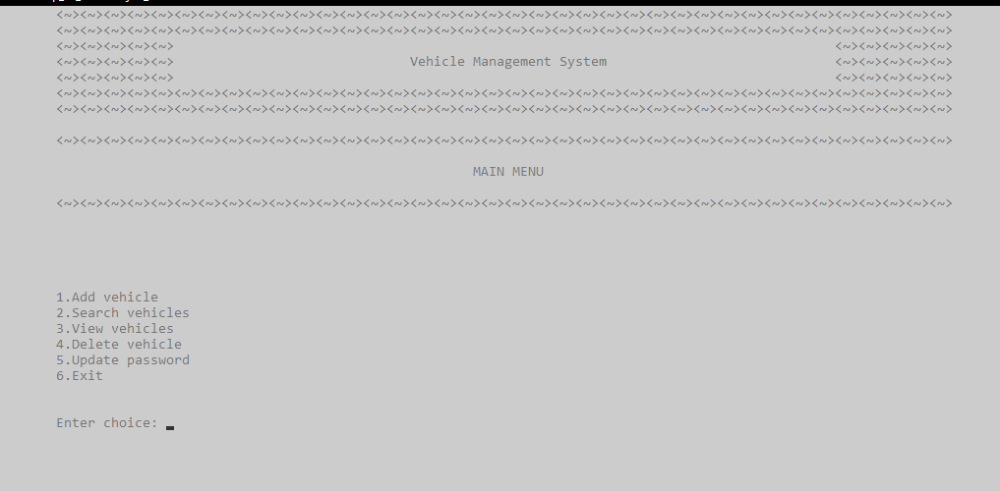 <~><~><~><~><~><~><~><~><~><~><~><~><~><~><~><~><~><~><~><~><~><~><~><~><~><~><~><~><~><~><~><~><~><~><~><~><~><~>
<~><~><~><~><~><~><~><~><~><~><~><~><~><~><~><~><~><~><~><~><~><~><~><~><~><~><~><~><~><~><~><~><~><~><~><~><~><~>
<~><~><~><~><~> <~><~><~><~><~>
<~><~><~><~><~> Vehicle Management System <~><~><~><~><~>
<~><~><~><~><~> <~><~><~><~><~>
<~><~><~><~><~><~><~><~><~><~><~><~><~><~><~><~><~><~><~><~><~><~><~><~><~><~><~><~><~><~><~><~><~><~><~><~><~><~>
<~><~><~><~><~><~><~><~><~><~><~><~><~><~><~><~><~><~><~><~><~><~><~><~><~><~><~><~><~><~><~><~><~><~><~><~><~><~>
<~><~><~><~><~><~><~><~><~><~><~><~><~><~><~><~><~><~><~><~><~><~><~><~><~><~><~><~><~><~><~><~><~><~><~><~><~><~>
MAIN MENU
<~><~><~><~><~><~><~><~><~><~><~><~><~><~><~><~><~><~><~><~><~><~><~><~><~><~><~><~><~><~><~><~><~><~><~><~><~><~>
1.Add vehicle
2.Search vehicles
3.View vehicles
4.Delete vehicle
5.Update password
6.Exit
Enter choice: